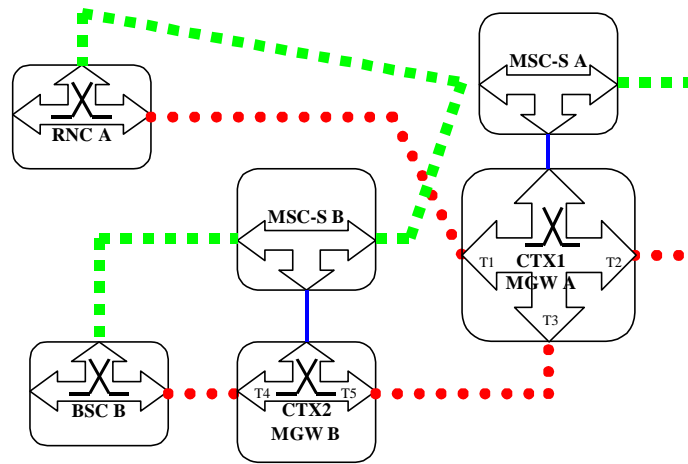 MSC-S A
RNC A
MSC-S B
CTX1
T1
T2
MGW A
T3
T4
T5
CTX2
BSC B
MGW B